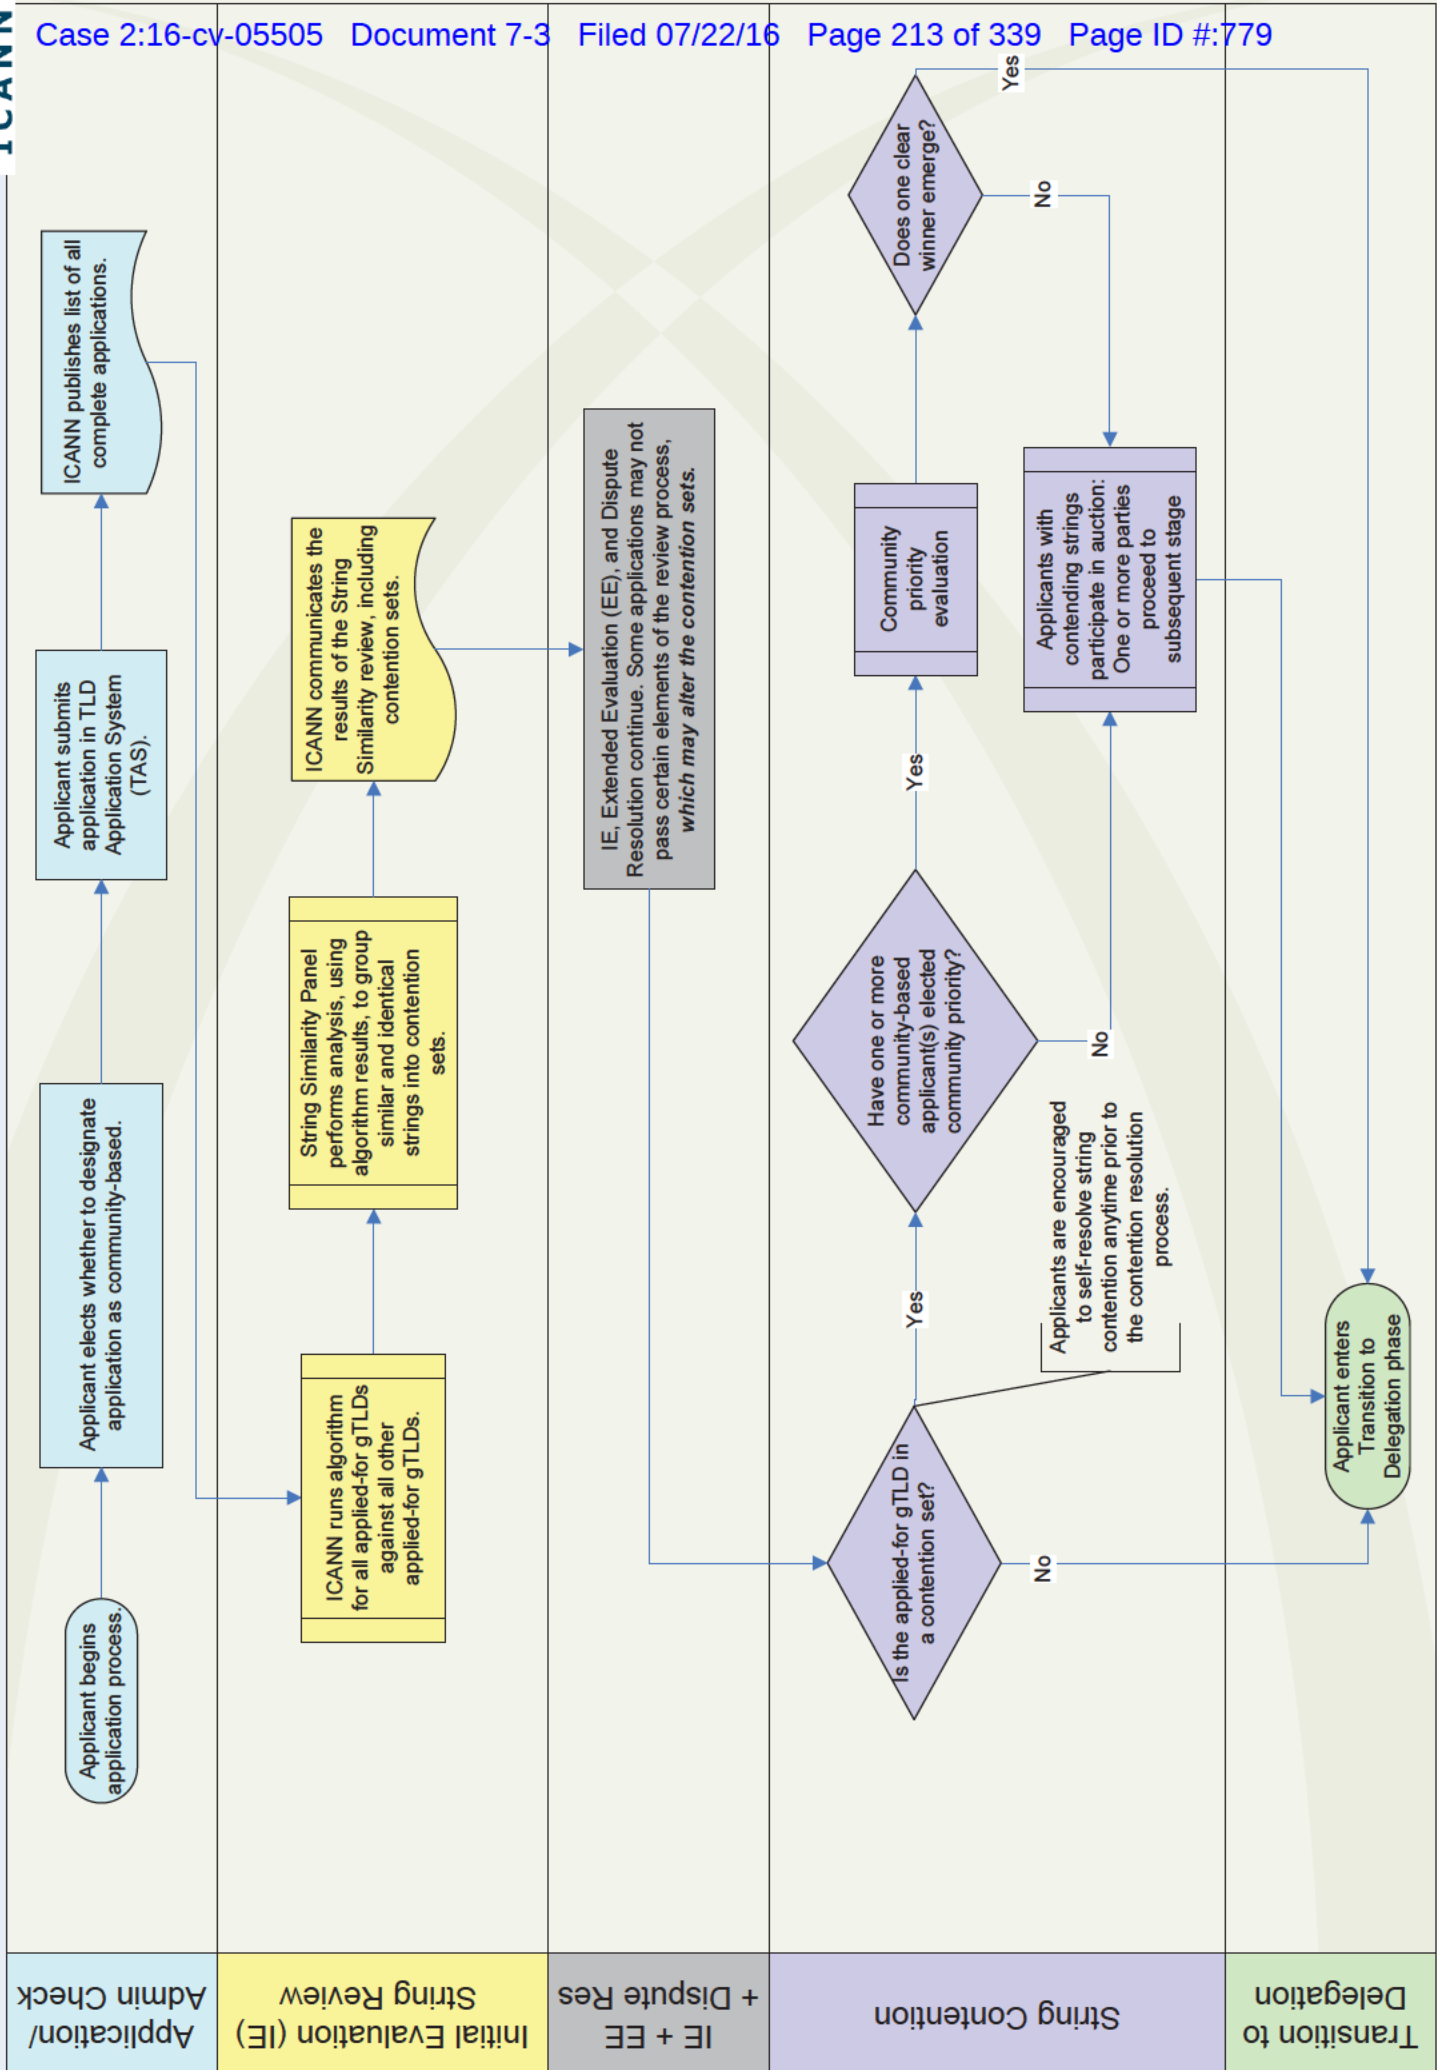 ICANN
Case 2:16-cv-05505 Document 7-3 Filed 07/22/16 Page 213 of 339 Page ID #:779
Application/
Admin Check
Applicant begins
application process.
Applicant elects whether to designate
application as community-based.
Applicant submits
application in TLD
Application System
(TAS).
ICANN publishes list of all
complete applications.
Initial Evaluation (IE)
String Review
ICANN runs algorithm
for all applied-for gTLDs
against all other
applied-for gTLDs.
String Similarity Panel
performs analysis, using
algorithm results, to group
similar and identical
strings into contention
sets.
ICANN communicates the
results of the String
Similarity review, including
contention sets.
IE + EE
+ Dispute Res
IE, Extended Evaluation (EE), and Dispute
Resolution continue. Some applications may not
pass certain elements of the review process,
which may alter the contention sets.
String Contention
Is the applied-for gTLD in
a contention set?
Yes
No
Applicants are encouraged
to self-resolve string
contention anytime prior to
the contention resolution
process.
Have one or more
community-based
applicant(s) elected
community priority?
Yes
No
Community
priority
evaluation
Does one clear
winner emerge?
Yes
No
Applicants with
contending strings
participate in auction:
One or more parties
proceed to
subsequent stage
Transition to
Delegation
Applicant enters
Transition to
Delegation phase